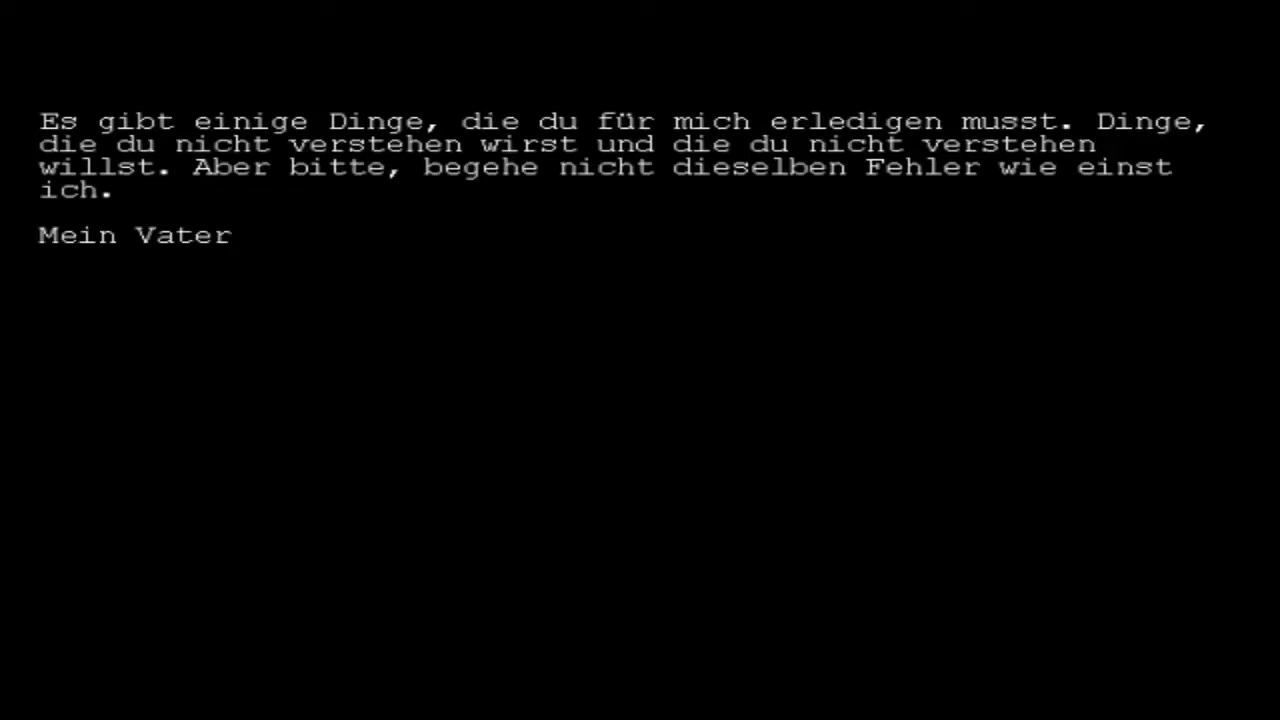 Es gibt einige Dinge, die du für mich erledigen musst. Dinge,
die du nicht verstehen wirst und die du nicht verstehen
willst. Aber bitte, begehe nicht dieselben Fehler wie einst
ich.
Mein Vater